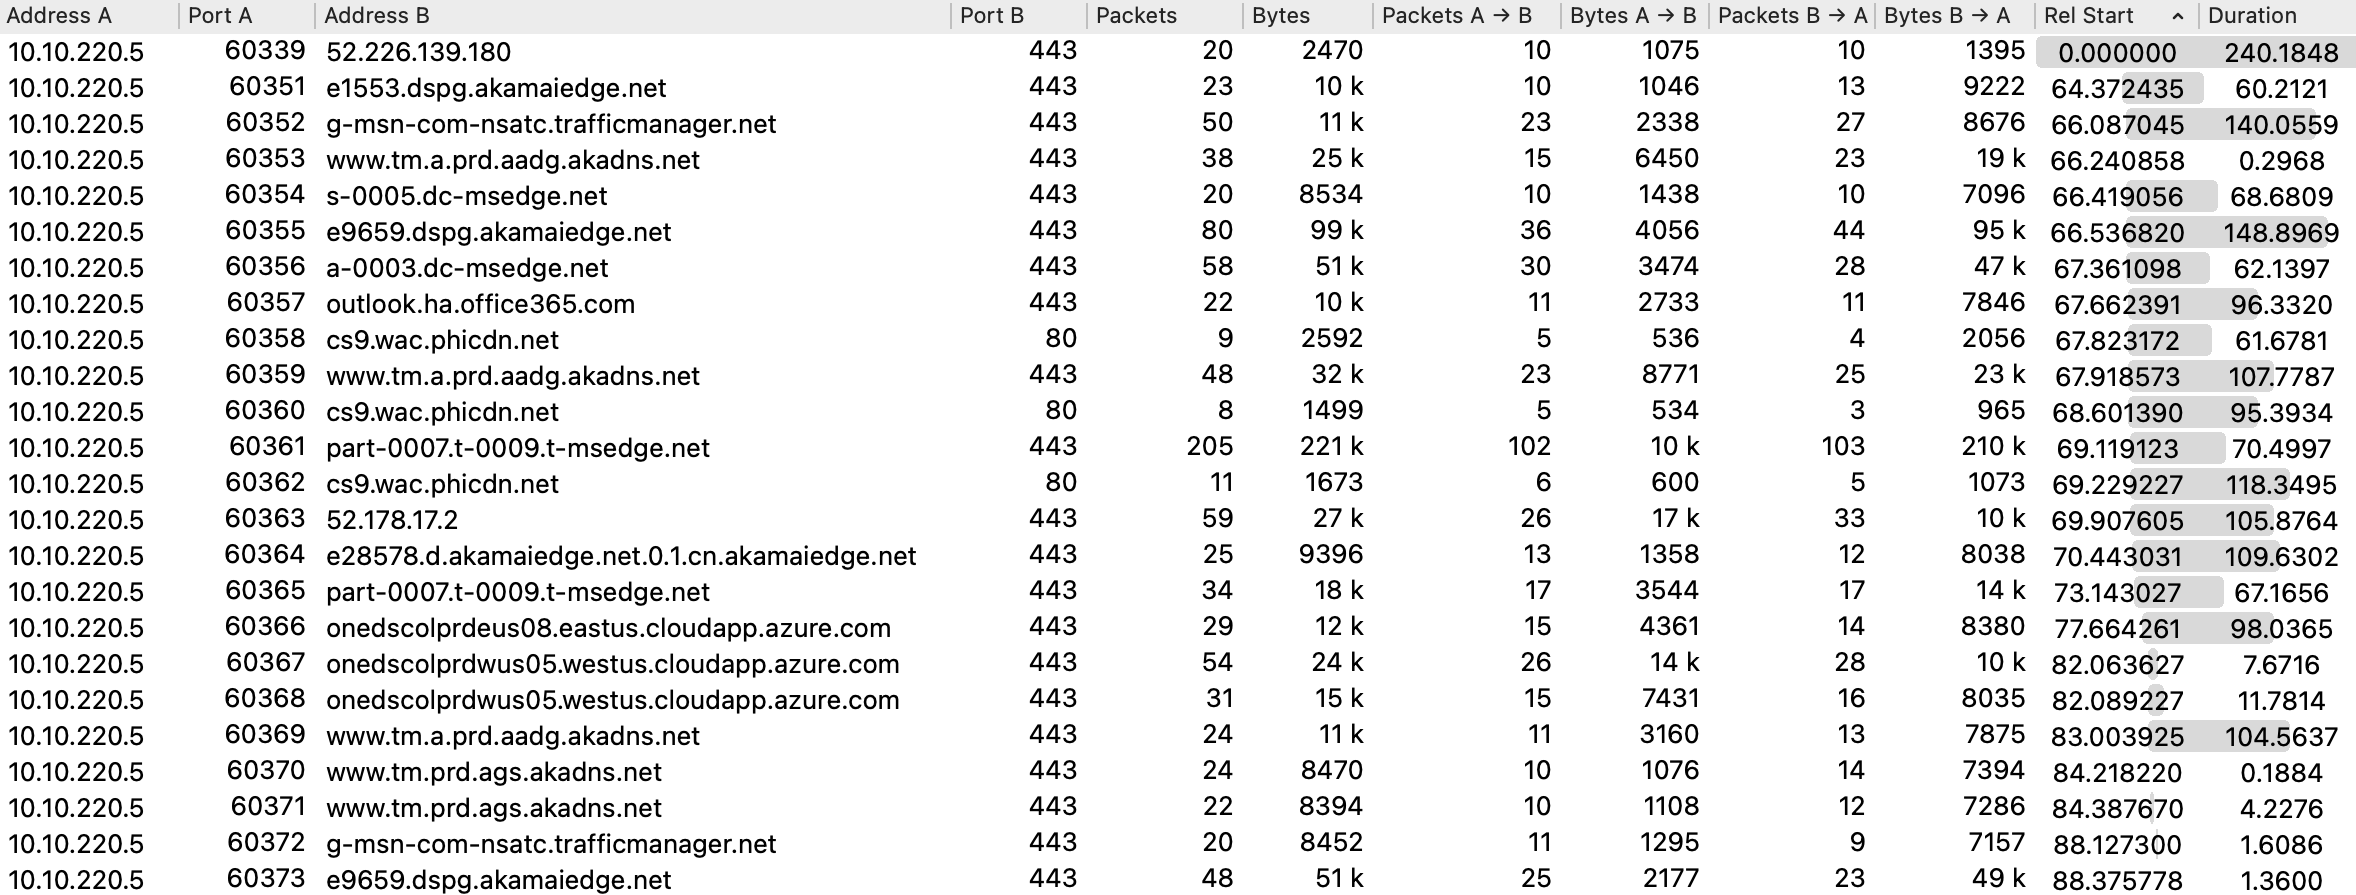 Address A Port A Address B Port B Packets Bytes Packets A → B Bytes A → B Packets B → A Bytes B → A Rel Start Duration
10.10.220.5 60339 52.226.139.180 443 20 2470 10 1075 10 1395 0.000000 240.1848
10.10.220.5 60351 e1553.dspg.akamaiedge.net 443 23 10 k 10 1046 13 9222 64.372435 60.2121
10.10.220.5 60352 g-msn-com-nsatc.trafficmanager.net 443 50 11 k 23 2338 27 8676 66.087045 140.0559
10.10.220.5 60353 www.tm.a.prd.aadg.akadns.net 443 38 25 k 15 6450 23 19 k 66.240858 0.2968
10.10.220.5 60354 s-0005.dc-msedge.net 443 20 8534 10 1438 10 7096 66.419056 68.6809
10.10.220.5 60355 e9659.dspg.akamaiedge.net 443 80 99 k 36 4056 44 95 k 66.536820 148.8969
10.10.220.5 60356 a-0003.dc-msedge.net 443 58 51 k 30 3474 28 47 k 67.361098 62.1397
10.10.220.5 60357 outlook.ha.office365.com 443 22 10 k 11 2733 11 7846 67.662391 96.3320
10.10.220.5 60358 cs9.wac.phicdn.net 80 9 2592 5 536 4 2056 67.823172 61.6781
10.10.220.5 60359 www.tm.a.prd.aadg.akadns.net 443 48 32 k 23 8771 25 23 k 67.918573 107.7787
10.10.220.5 60360 cs9.wac.phicdn.net 80 8 1499 5 534 3 965 68.601390 95.3934
10.10.220.5 60361 part-0007.t-0009.t-msedge.net 443 205 221 k 102 10 k 103 210 k 69.119123 70.4997
10.10.220.5 60362 cs9.wac.phicdn.net 80 11 1673 6 600 5 1073 69.229227 118.3495
10.10.220.5 60363 52.178.17.2 443 59 27 k 26 17 k 33 10 k 69.907605 105.8764
10.10.220.5 60364 e28578.d.akamaiedge.net.0.1.cn.akamaiedge.net 443 25 9396 13 1358 12 8038 70.443031 109.6302
10.10.220.5 60365 part-0007.t-0009.t-msedge.net 443 34 18 k 17 3544 17 14 k 73.143027 67.1656
10.10.220.5 60366 onedscolprdeus08.eastus.cloudapp.azure.com 443 29 12 k 15 4361 14 8380 77.664261 98.0365
10.10.220.5 60367 onedscolprdwus05.westus.cloudapp.azure.com 443 54 24 k 26 14 k 28 10 k 82.063627 7.6716
10.10.220.5 60368 onedscolprdwus05.westus.cloudapp.azure.com 443 31 15 k 15 7431 16 8035 82.089227 11.7814
10.10.220.5 60369 www.tm.a.prd.aadg.akadns.net 443 24 11 k 11 3160 13 7875 83.003925 104.5637
10.10.220.5 60370 www.tm.prd.ags.akadns.net 443 24 8470 10 1076 14 7394 84.218220 0.1884
10.10.220.5 60371 www.tm.prd.ags.akadns.net 443 22 8394 10 1108 12 7286 84.387670 4.2276
10.10.220.5 60372 g-msn-com-nsatc.trafficmanager.net 443 20 8452 11 1295 9 7157 88.127300 1.6086
10.10.220.5 60373 e9659.dspg.akamaiedge.net 443 48 51 k 25 2177 23 49 k 88.375778 1.3600